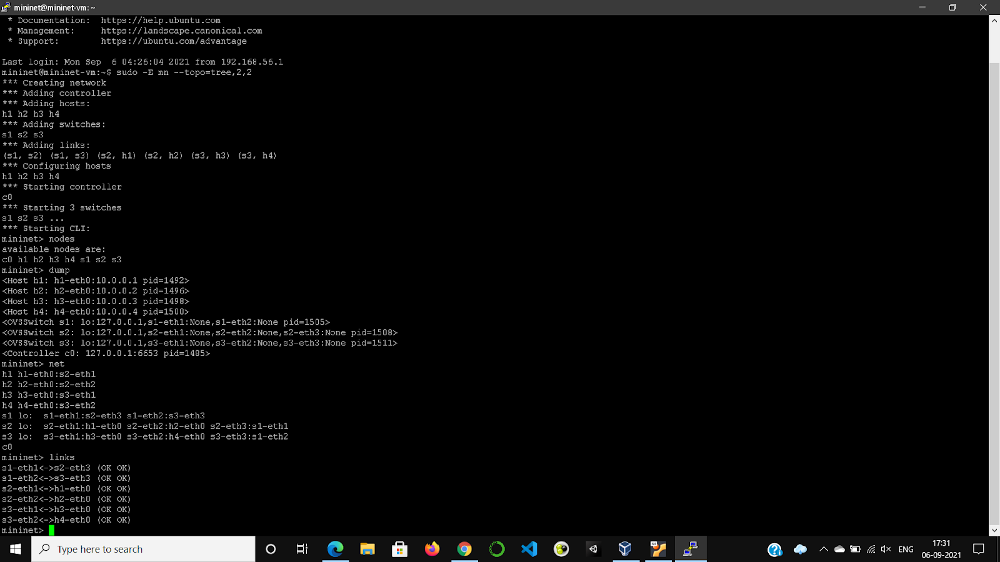 mininet@mininet-vm: ~
 * Documentation:  https://help.ubuntu.com
 * Management:     https://landscape.canonical.com
 * Support:        https://ubuntu.com/advantage
Last login: Mon Sep  6 04:26:04 2021 from 192.168.56.1
mininet@mininet-vm:~$ sudo -E mn --topo=tree,2,2
*** Creating network
*** Adding controller
*** Adding hosts:
h1 h2 h3 h4
*** Adding switches:
s1 s2 s3
*** Adding links:
(s1, s2) (s1, s3) (s2, h1) (s2, h2) (s3, h3) (s3, h4)
*** Configuring hosts
h1 h2 h3 h4
*** Starting controller
c0
*** Starting 3 switches
s1 s2 s3 ...
*** Starting CLI:
mininet> nodes
available nodes are:
c0 h1 h2 h3 h4 s1 s2 s3
mininet> dump
<Host h1: h1-eth0:10.0.0.1 pid=1492>
<Host h2: h2-eth0:10.0.0.2 pid=1496>
<Host h3: h3-eth0:10.0.0.3 pid=1498>
<Host h4: h4-eth0:10.0.0.4 pid=1500>
<OVSSwitch s1: lo:127.0.0.1,s1-eth1:None,s1-eth2:None pid=1505>
<OVSSwitch s2: lo:127.0.0.1,s2-eth1:None,s2-eth2:None,s2-eth3:None pid=1508>
<OVSSwitch s3: lo:127.0.0.1,s3-eth1:None,s3-eth2:None,s3-eth3:None pid=1511>
<Controller c0: 127.0.0.1:6653 pid=1485>
mininet> net
h1 h1-eth0:s2-eth1
h2 h2-eth0:s2-eth2
h3 h3-eth0:s3-eth1
h4 h4-eth0:s3-eth2
s1 lo:  s1-eth1:s2-eth3 s1-eth2:s3-eth3
s2 lo:  s2-eth1:h1-eth0 s2-eth2:h2-eth0 s2-eth3:s1-eth1
s3 lo:  s3-eth1:h3-eth0 s3-eth2:h4-eth0 s3-eth3:s1-eth2
c0
mininet> links
s1-eth1<->s2-eth3 (OK OK)
s1-eth2<->s3-eth3 (OK OK)
s2-eth1<->h1-eth0 (OK OK)
s2-eth2<->h2-eth0 (OK OK)
s3-eth1<->h3-eth0 (OK OK)
s3-eth2<->h4-eth0 (OK OK)
mininet>
Type here to search
ENG
17:31
06-09-2021